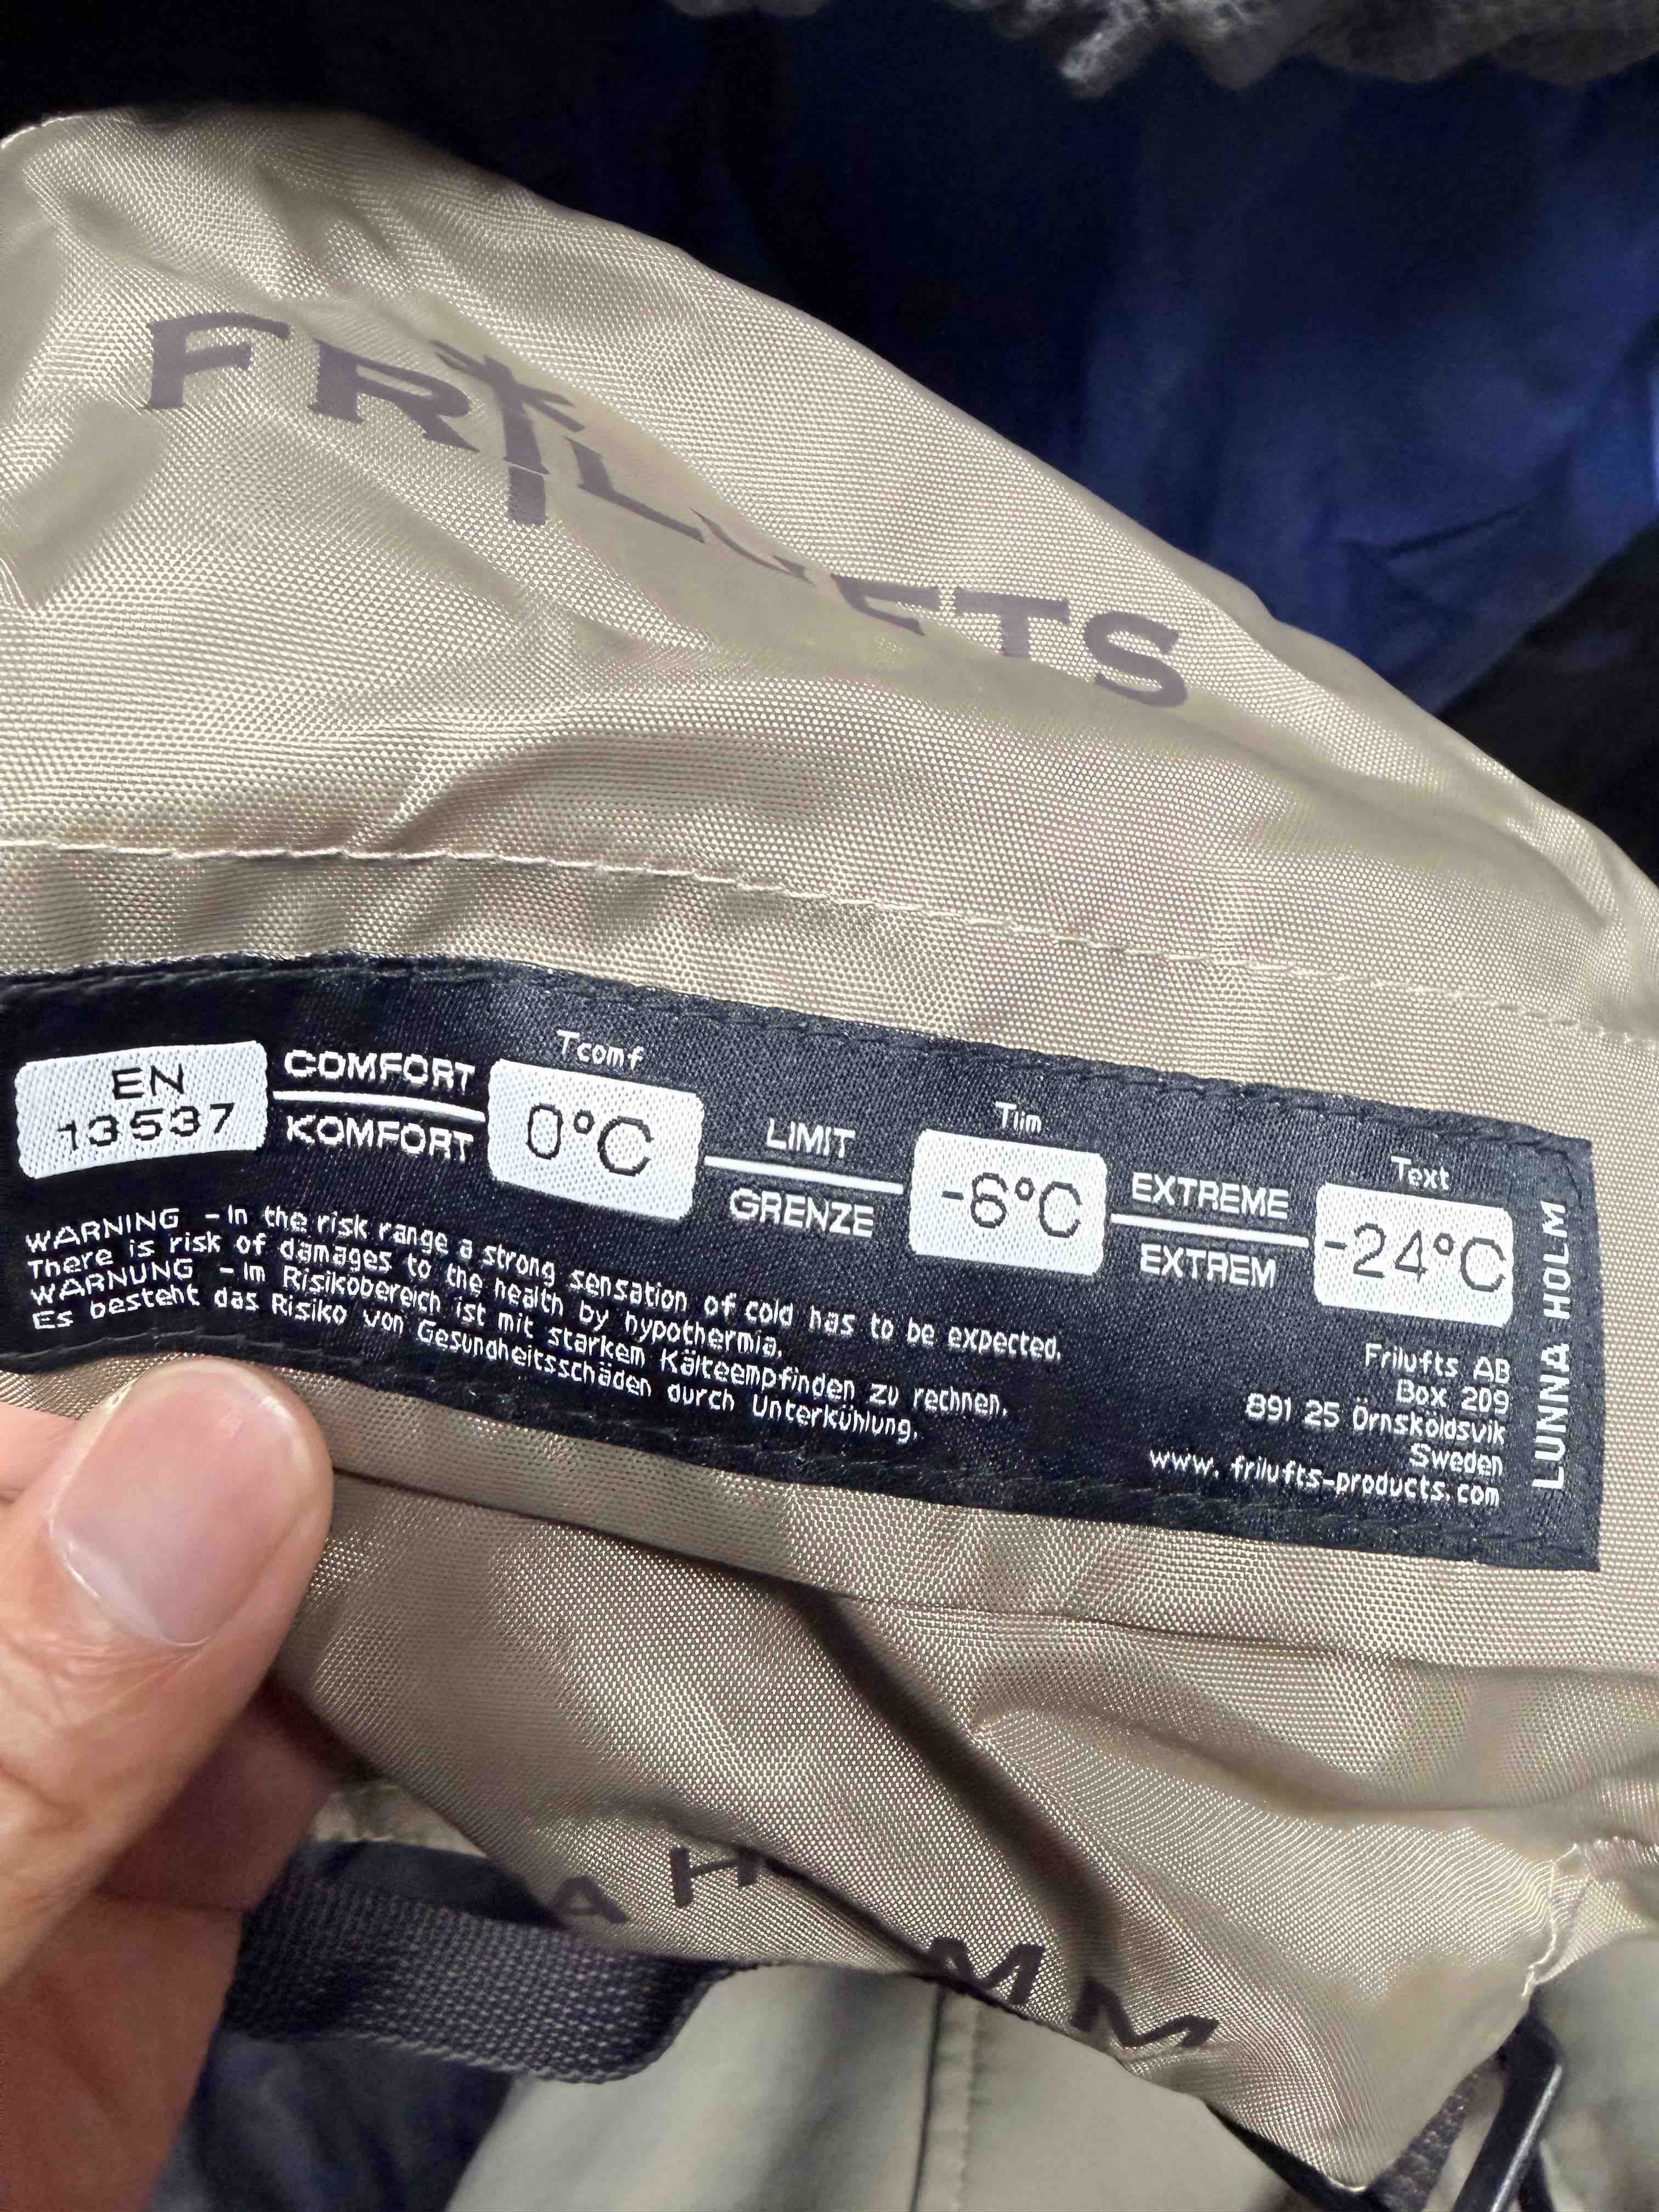 FRILUFTS
EN
13537
COMFORT
KOMFORT
Tcomf
0°C
LIMIT
GRENZE
Tlim
-6°C
EXTREME
EXTREM
Text
-24°C
WARNING - In the risk range a strong sensation of cold has to be expected.
There is risk of damages to the health by hypothermia.
WARNUNG - Im Risikobereich ist mit starkem Kälteempfinden zu rechnen.
Es besteht das Risiko von Gesundheitsschäden durch Unterkühlung.
Frilufts AB
Box 209
891 25 Örnsköldsvik
Sweden
www.frilufts-products.com
LUNNA HOLM